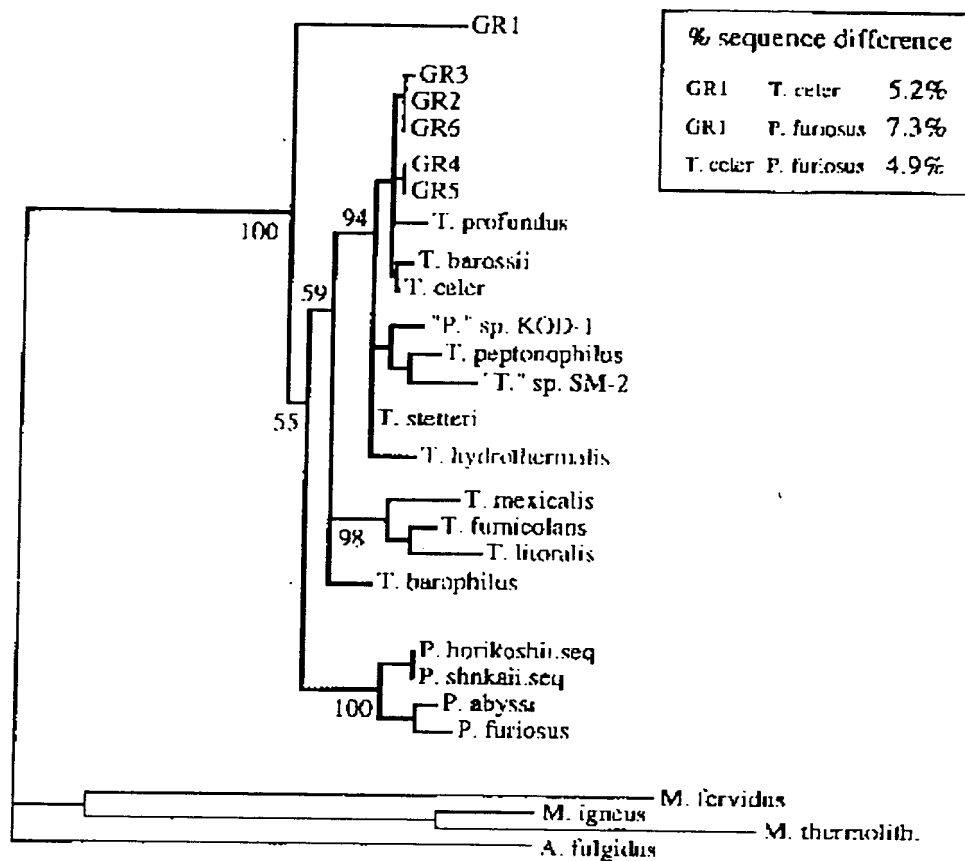 GR1
% sequence difference
GR1 T. celer 5.2%
GR1 P. furiosus 7.3%
T. celer P. furiosus 4.9%
GR3
GR2
GR6
GR4
GR5
94
T. profundus
100
T. barossii
T. celer
59
"P." sp. KOD-1
T. peptonophilus
"T." sp. SM-2
55
T. stetteri
T. hydrothermalis
T. mexicalis
T. fumicolans
98
T. litoralis
T. barophilus
P. horikoshii.seq
P. shnkaii.seq
100
P. abyssi
P. furiosus
M. fervidus
M. igneus
M. thermolith.
A. fulgidus